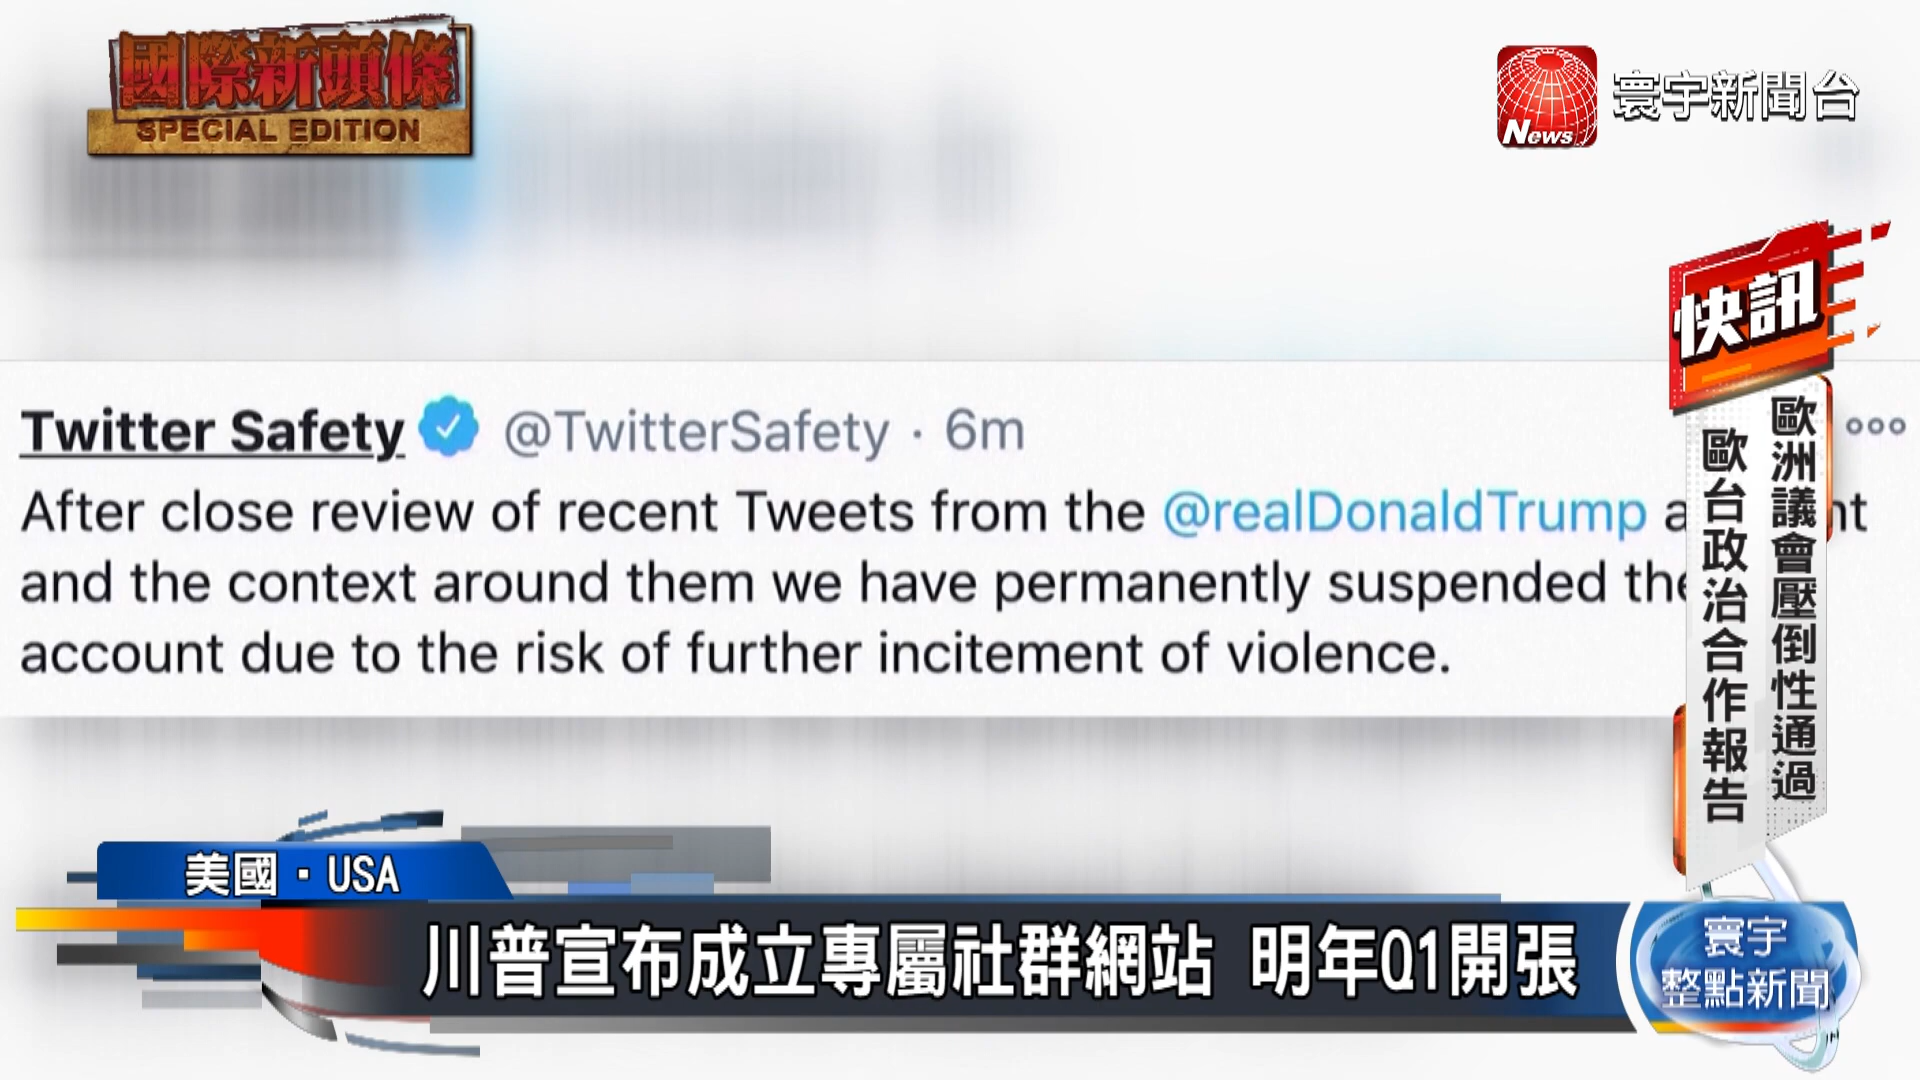 國際新頭條
SPECIAL EDITION
News
寰宇新聞台
快訊
歐洲議會壓倒性通過
歐台政治合作報告
Twitter Safety @TwitterSafety · 6m
After close review of recent Tweets from the @realDonaldTrump
and the context around them we have permanently suspended the
account due to the risk of further incitement of violence.
美國·USA
川普宣布成立專屬社群網站 明年Q1開張
寰宇
整點新聞